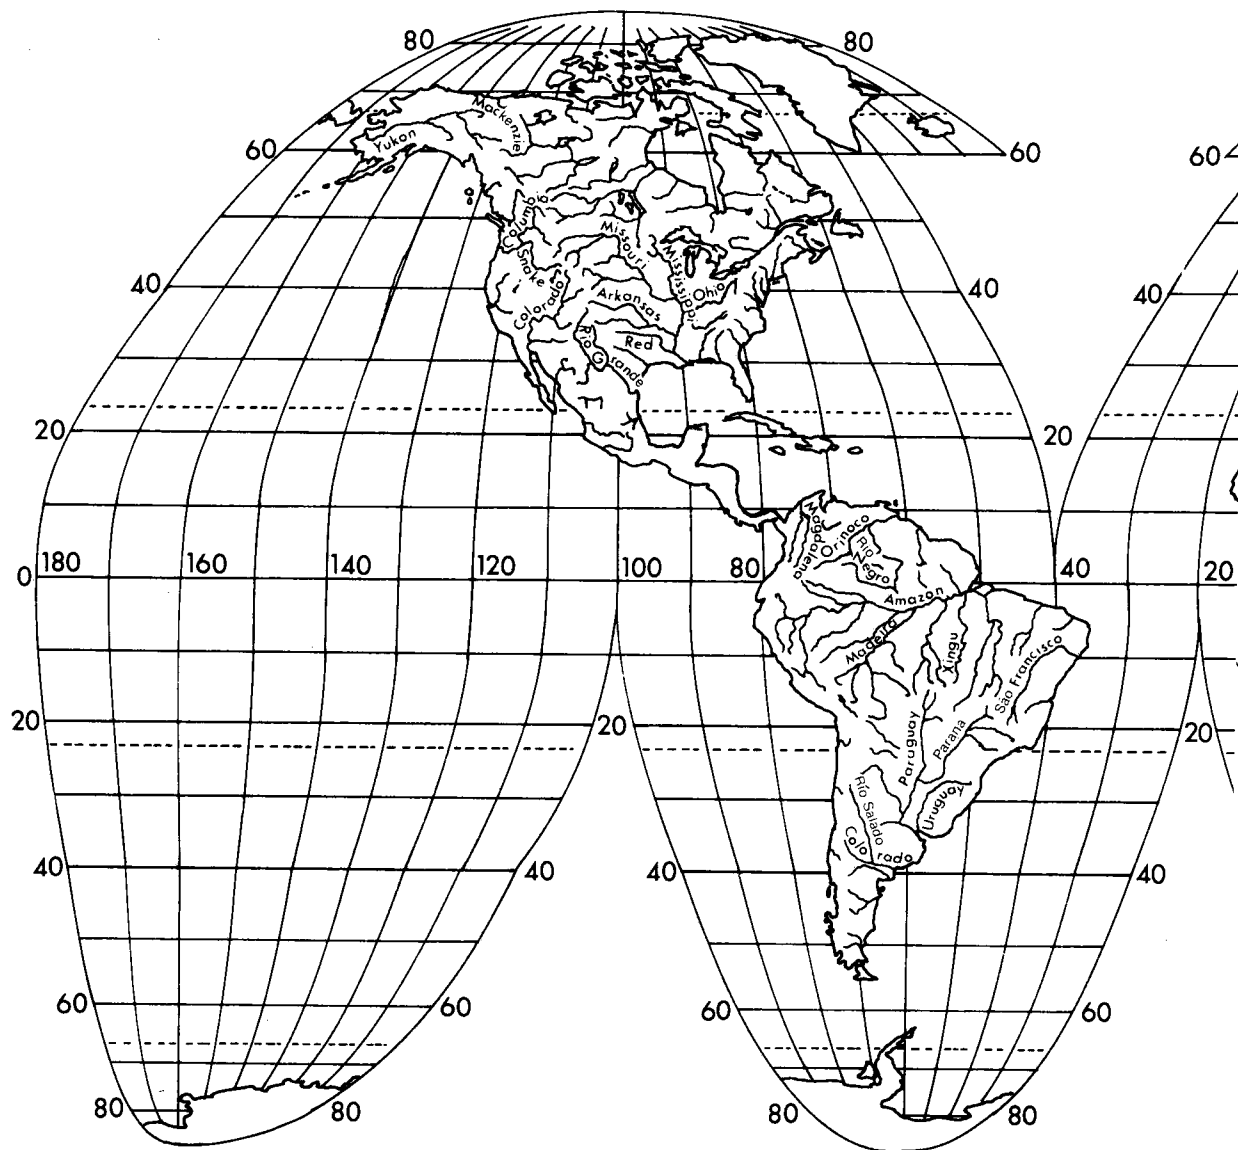 80
80
Mackenzie
Yukon
60
60
60
Columbia
Missouri
Snake
Mississippi
40
Ohio
40
40
Colorado
Arkansas
Rio Grande
Red
20
20
20
Magdalena
Orinoco
Rio Negro
180
160
140
120
100
80
40
20
0
Amazon
Madeira
Xingu
São Francisco
20
20
20
Paraguay
Parana
Río Salado
Uruguay
Colorado
40
40
40
40
60
60
60
60
80
80
80
80